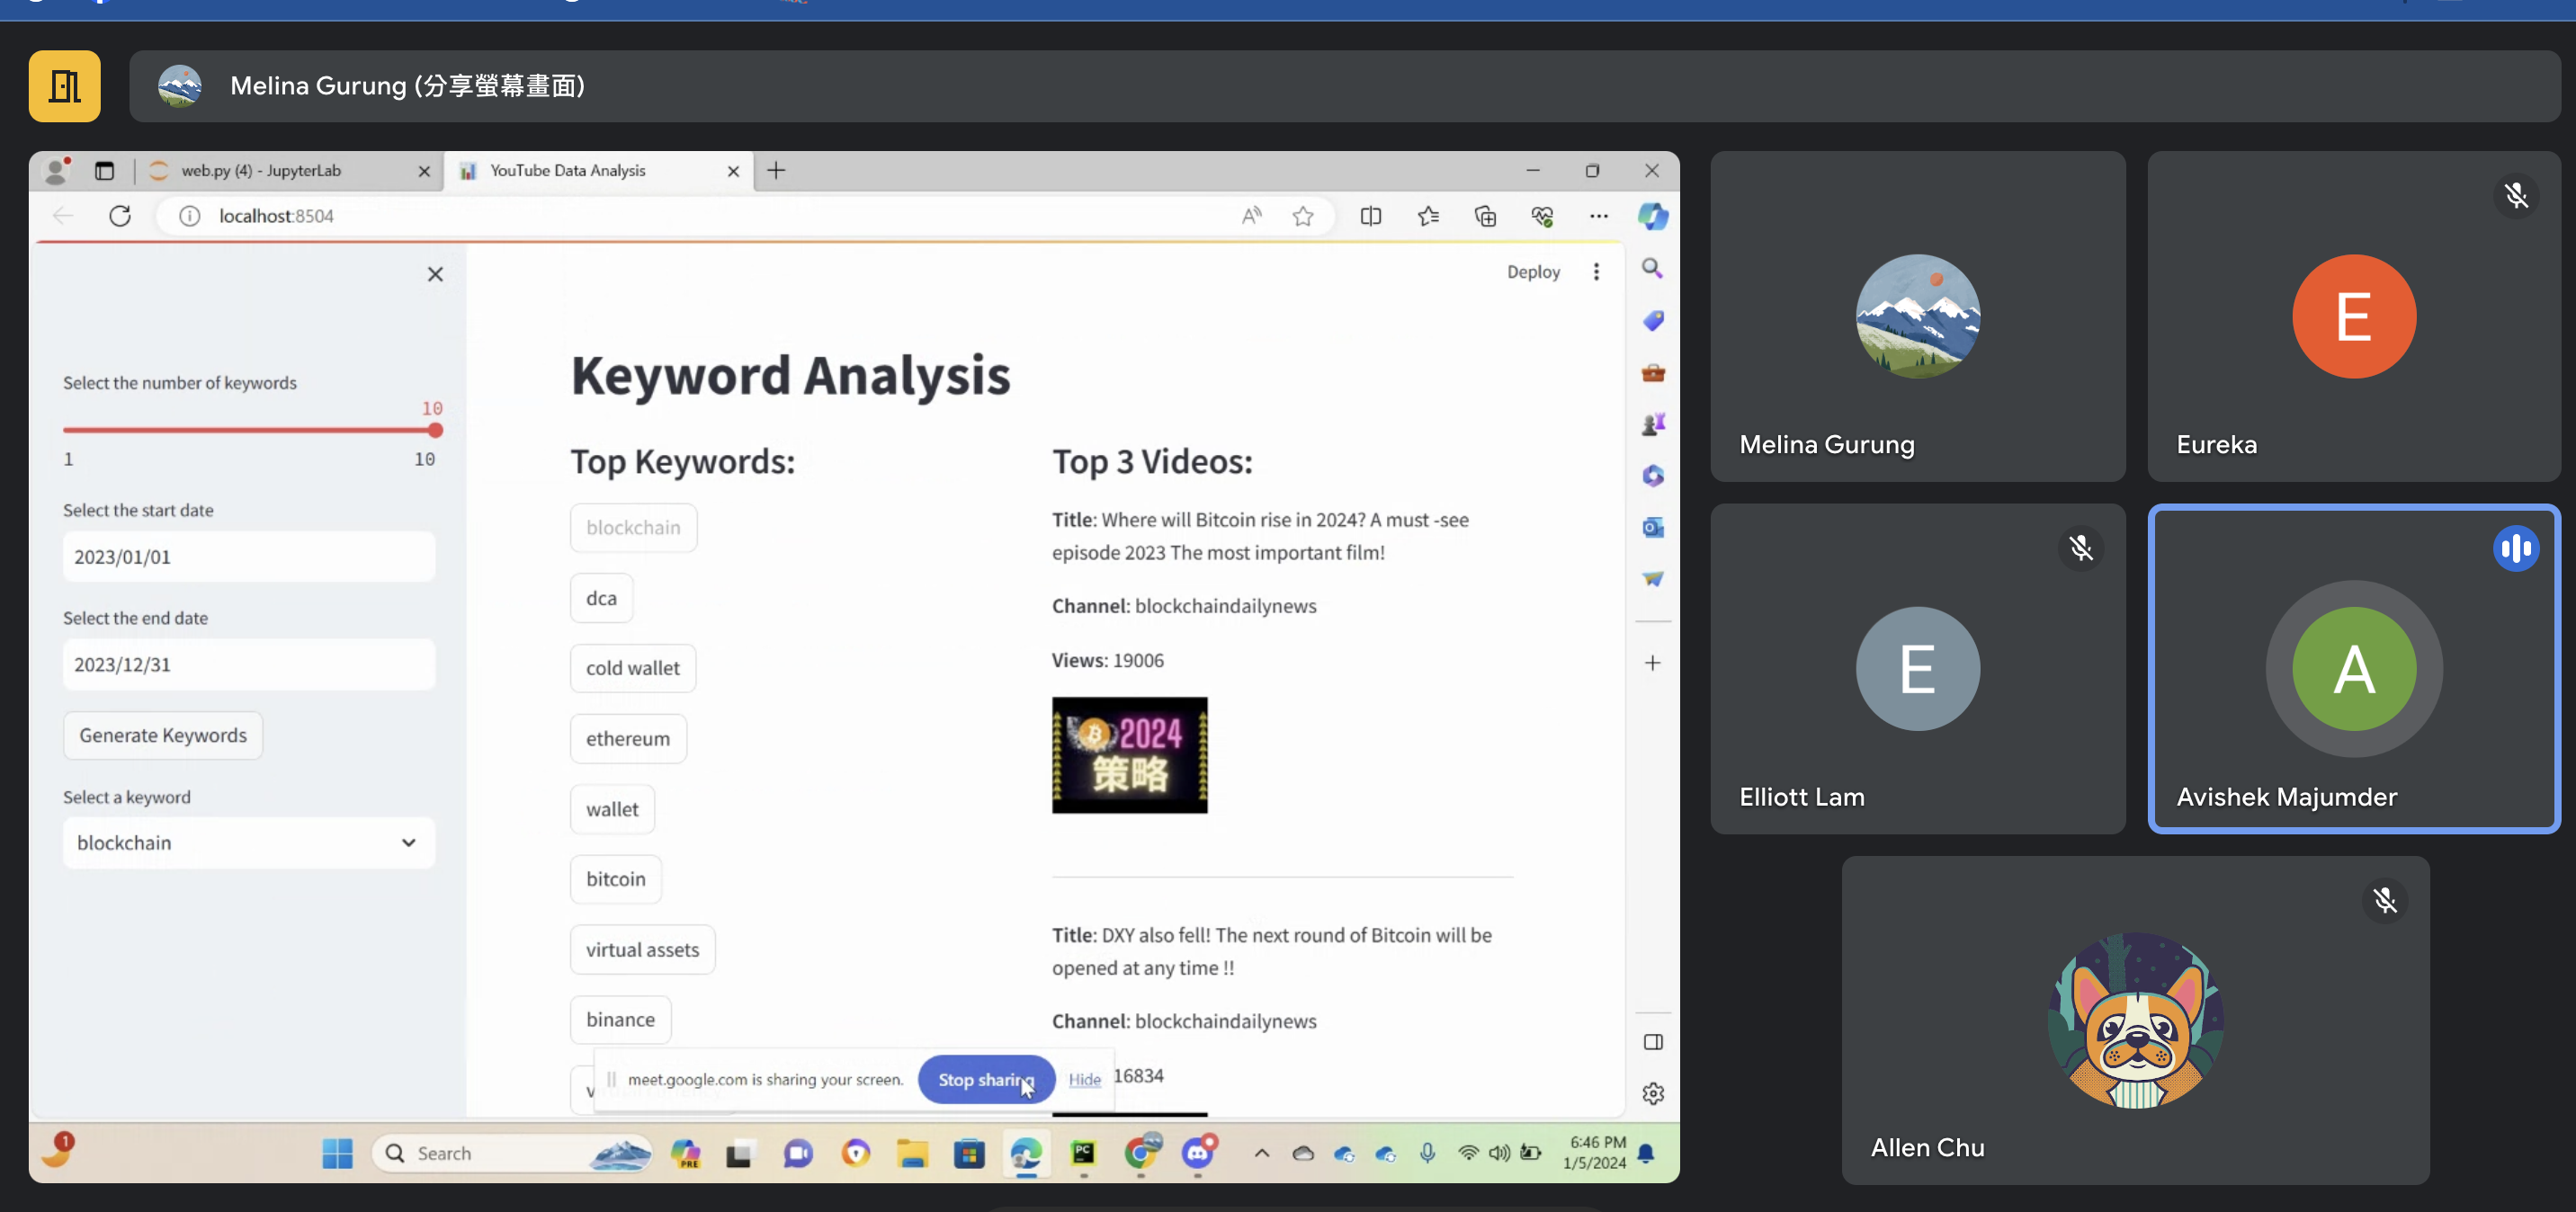 Melina Gurung (分享螢幕畫面)
web.py (4) - JupyterLab
YouTube Data Analysis
localhost:8504
Deploy
Select the number of keywords
10
1
10
Select the start date
2023/01/01
Select the end date
2023/12/31
Generate Keywords
Select a keyword
blockchain
Keyword Analysis
Top Keywords:
blockchain
dca
cold wallet
ethereum
wallet
bitcoin
virtual assets
binance
Top 3 Videos:
Title: Where will Bitcoin rise in 2024? A must -see
episode 2023 The most important film!
Channel: blockchaindailynews
Views: 19006
2024
策略
Title: DXY also fell! The next round of Bitcoin will be
opened at any time !!
Channel: blockchaindailynews
16834
meet.google.com is sharing your screen.
Stop sharing
Hide
1
Search
PRE
PC
6:46 PM
1/5/2024
Melina Gurung
E
Eureka
E
Elliott Lam
A
Avishek Majumder
Allen Chu